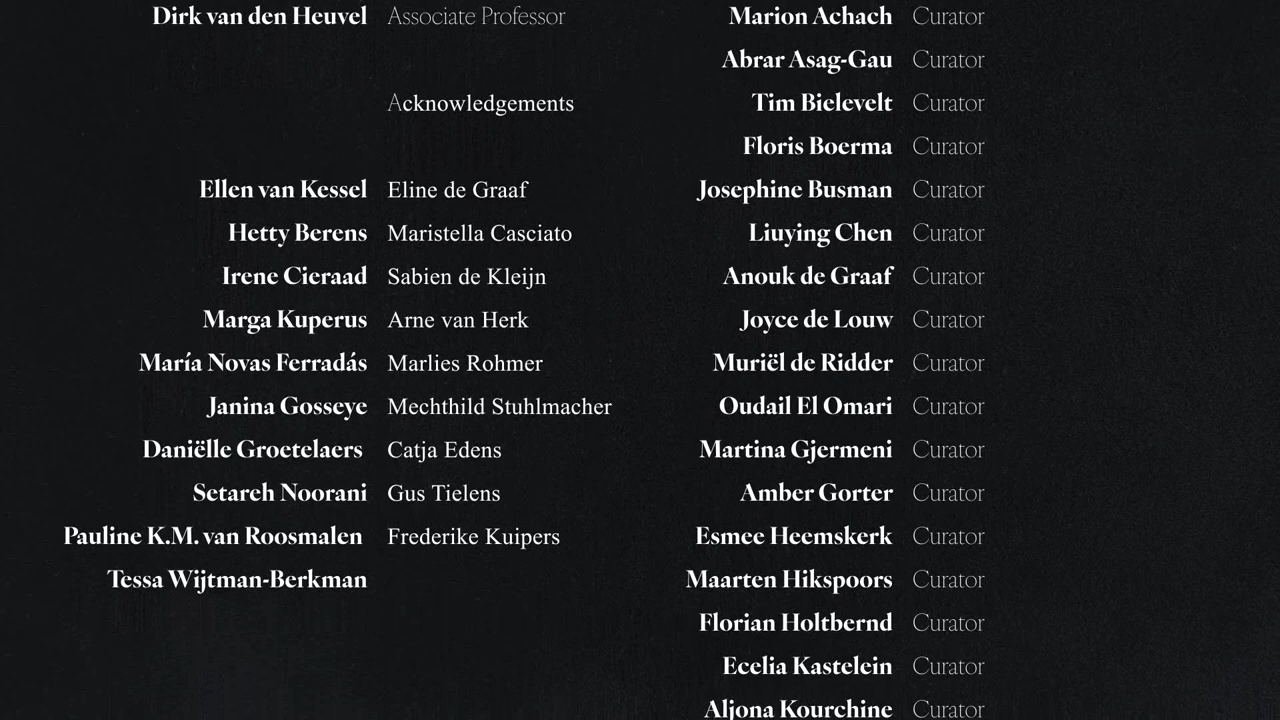 Dirk van den Heuvel Associate Professor
Acknowledgements
Ellen van Kessel Eline de Graaf
Hetty Berens Maristella Casciato
Irene Cieraad Sabien de Kleijn
Marga Kuperus Arne van Herk
María Novas Ferradás Marlies Rohmer
Janina Gosseye Mechthild Stuhlmacher
Daniëlle Groetelaers Catja Edens
Setareh Noorani Gus Tielens
Pauline K.M. van Roosmalen Frederike Kuipers
Tessa Wijtman-Berkman
Marion Achach Curator
Abrar Asag-Gau Curator
Tim Bielevelt Curator
Floris Boerma Curator
Josephine Busman Curator
Liuying Chen Curator
Anouk de Graaf Curator
Joyce de Louw Curator
Muriël de Ridder Curator
Oudail El Omari Curator
Martina Gjermeni Curator
Amber Gorter Curator
Esmee Heemskerk Curator
Maarten Hikspoors Curator
Florian Holtbernd Curator
Ecelia Kastelein Curator
Aljona Kourchine Curator